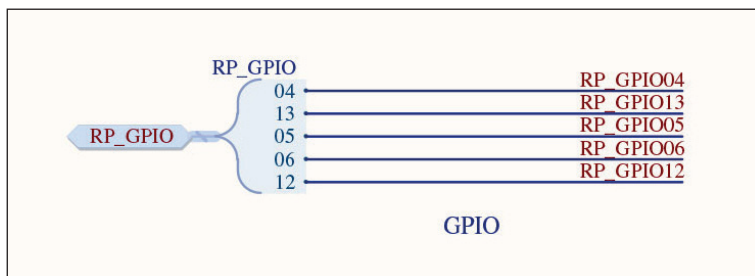 RP_GPIO
04 RP_GPIO04
13 RP_GPIO13
RP_GPIO 05 RP_GPIO05
06 RP_GPIO06
12 RP_GPIO12
GPIO